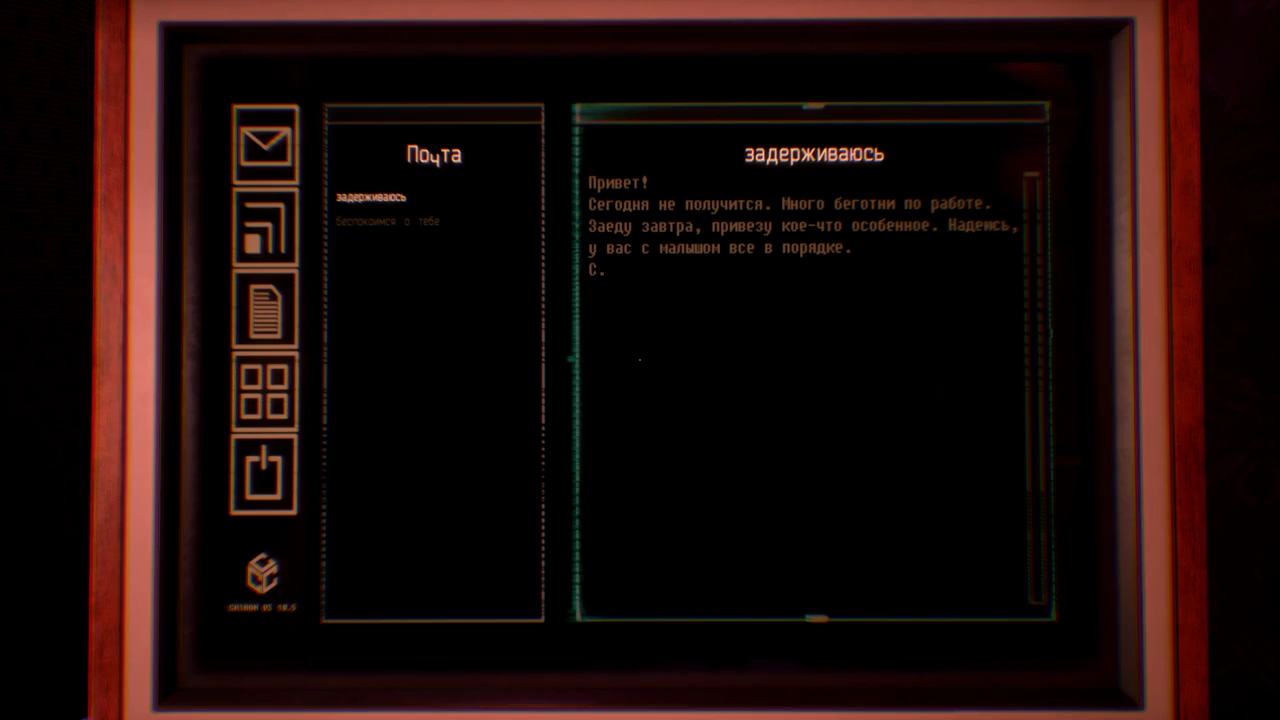 Почта
задерживаюсь
беспокоимся о тебе
задерживаюсь
Привет!
Сегодня не получится. Много беготни по работе.
Заеду завтра, привезу кое-что особенное. Надеюсь,
у вас с малышом все в порядке.
С.